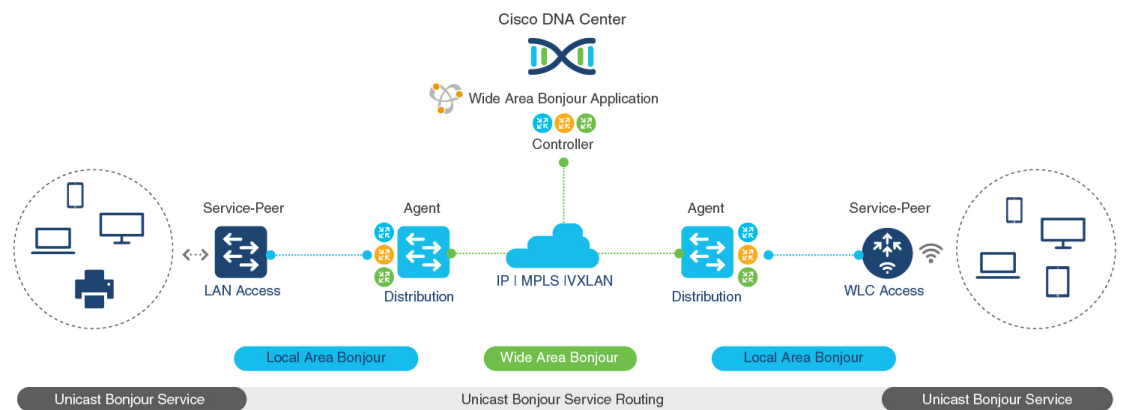 Cisco DNA Center
Wide Area Bonjour Application
Controller
Service-Peer
Agent
Agent
Service-Peer
LAN Access
Distribution
IP | MPLS |VXLAN
Distribution
WLC Access
Local Area Bonjour
Wide Area Bonjour
Local Area Bonjour
Unicast Bonjour Service
Unicast Bonjour Service Routing
Unicast Bonjour Service